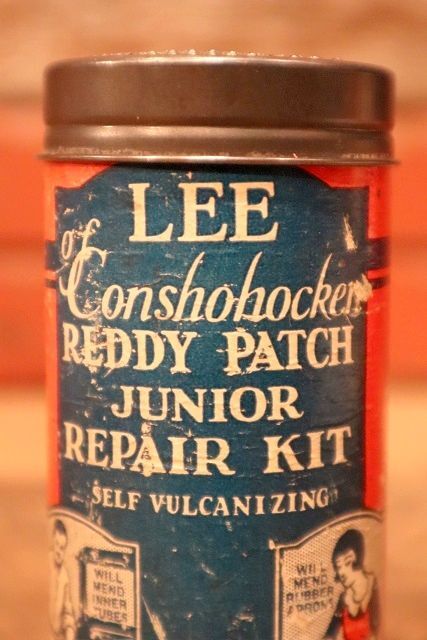 LEE
of
Conshohocken
REDDY PATCH
JUNIOR
REPAIR KIT
SELF VULCANIZING
WILL
MEND
INNER
TUBES
WILL
MEND
RUBBER
APRONS